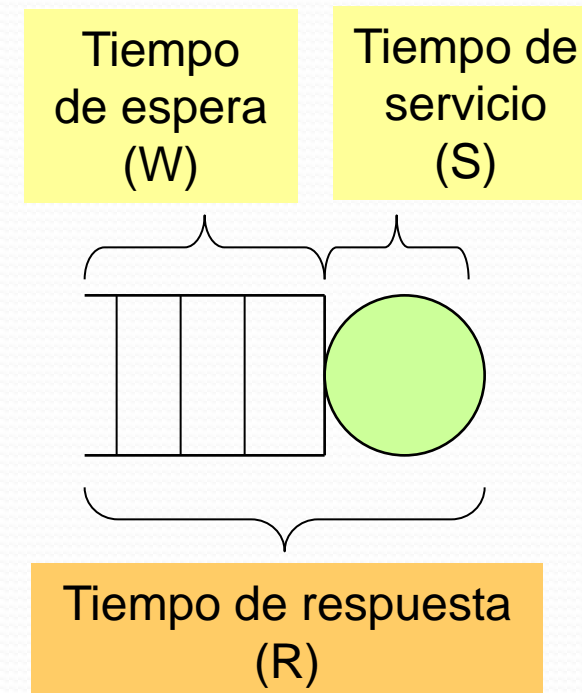 Tiempo
de espera
(W)
Tiempo de
servicio
(S)
Tiempo de respuesta
(R)